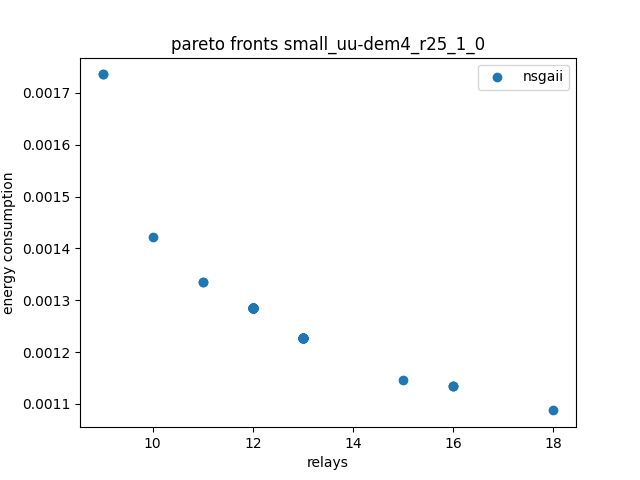 pareto fronts small_uu-dem4_r25_1_0
nsgaii
0.0017
0.0016
0.0015
0.0014
0.0013
0.0012
0.0011
energy consumption
10 12 14 16 18
relays